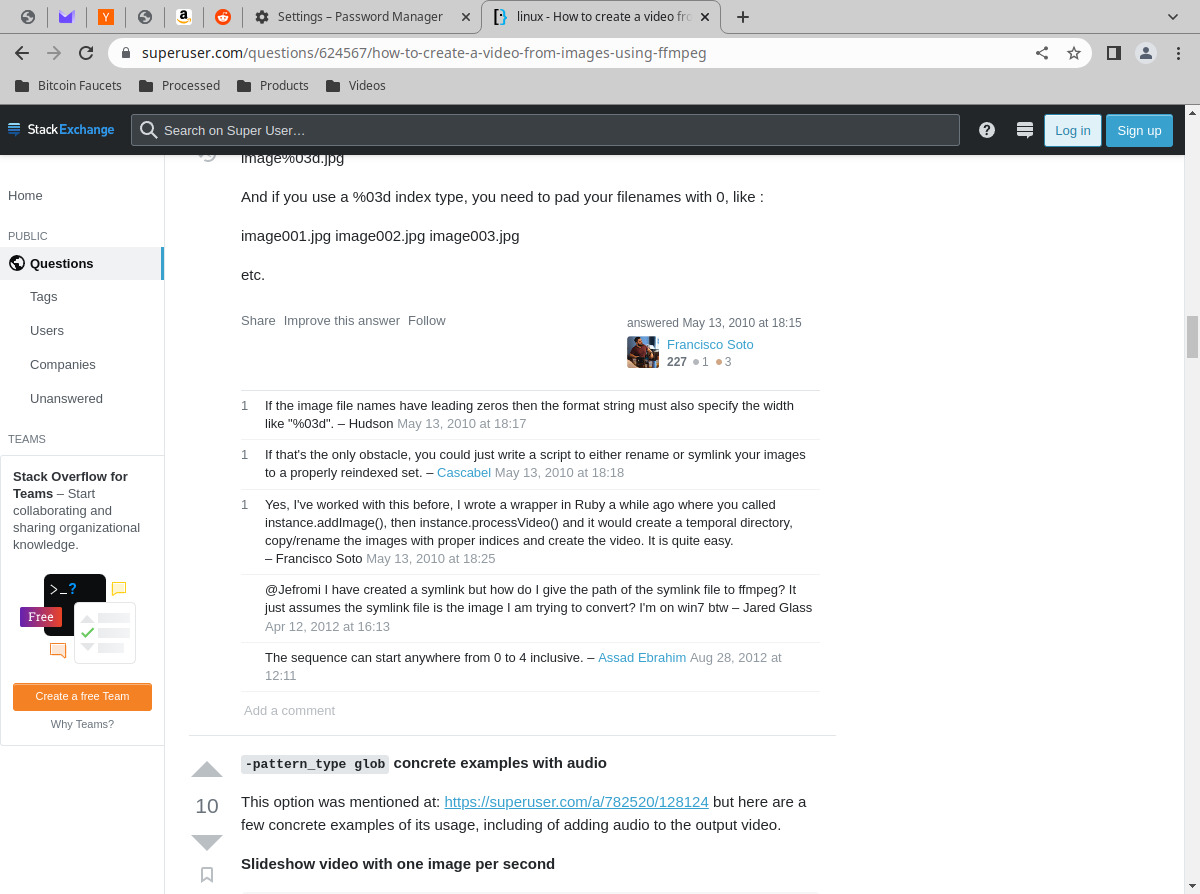 Settings – Password Manager
linux - How to create a video fro
superuser.com/questions/624567/how-to-create-a-video-from-images-using-ffmpeg
Bitcoin Faucets
Processed
Products
Videos
StackExchange
Search on Super User…
Log in
Sign up
image%03d.jpg
Home
And if you use a %03d index type, you need to pad your filenames with 0, like :
PUBLIC
image001.jpg image002.jpg image003.jpg
Questions
etc.
Tags
Users
Companies
Unanswered
TEAMS
Stack Overflow for
Teams – Start
collaborating and
sharing organizational
knowledge.
>_?
Free
Create a free Team
Why Teams?
Share Improve this answer Follow
answered May 13, 2010 at 18:15
Francisco Soto
227 1 3
1 If the image file names have leading zeros then the format string must also specify the width
like "%03d". – Hudson May 13, 2010 at 18:17
1 If that's the only obstacle, you could just write a script to either rename or symlink your images
to a properly reindexed set. – Cascabel May 13, 2010 at 18:18
1 Yes, I've worked with this before, I wrote a wrapper in Ruby a while ago where you called
instance.addImage(), then instance.processVideo() and it would create a temporal directory,
copy/rename the images with proper indices and create the video. It is quite easy.
– Francisco Soto May 13, 2010 at 18:25
@Jefromi I have created a symlink but how do I give the path of the symlink file to ffmpeg? It
just assumes the symlink file is the image I am trying to convert? I'm on win7 btw – Jared Glass
Apr 12, 2012 at 16:13
The sequence can start anywhere from 0 to 4 inclusive. – Assad Ebrahim Aug 28, 2012 at
12:11
Add a comment
-pattern_type glob concrete examples with audio
10
This option was mentioned at: https://superuser.com/a/782520/128124 but here are a
few concrete examples of its usage, including of adding audio to the output video.
Slideshow video with one image per second